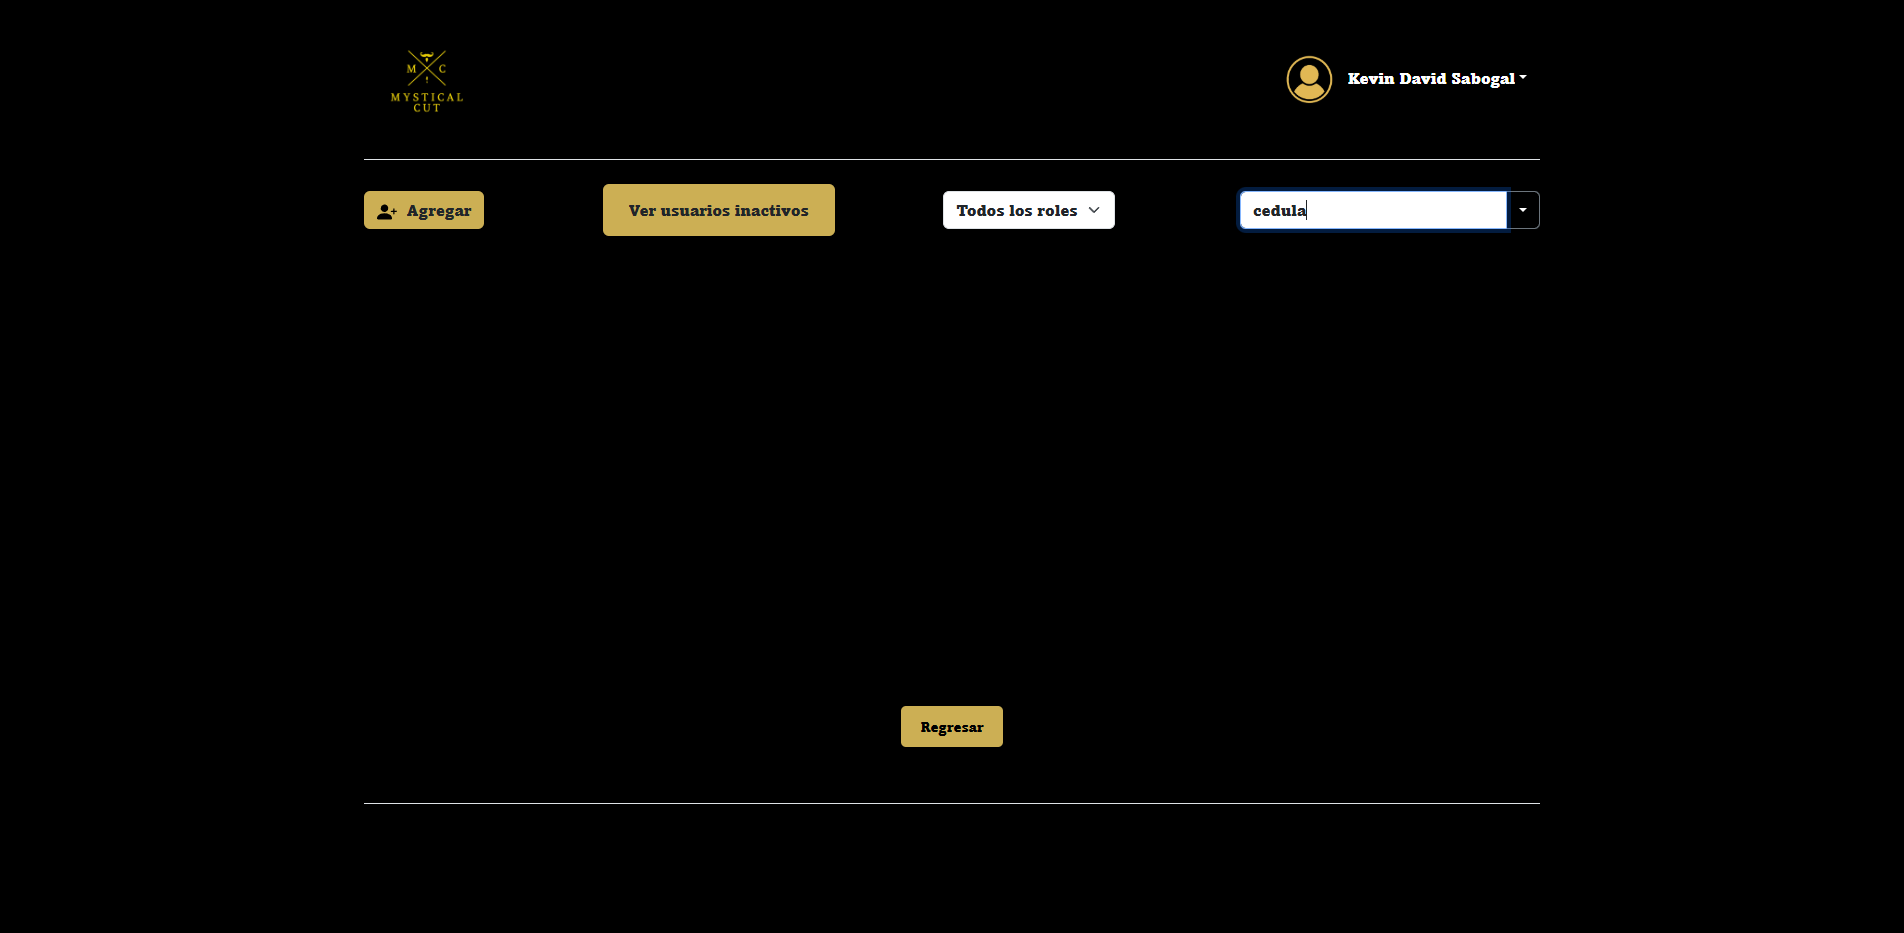 M C
MYSTICAL
CUT
Kevin David Sabogal
Agregar
Ver usuarios inactivos
Todos los roles
cedula
Regresar